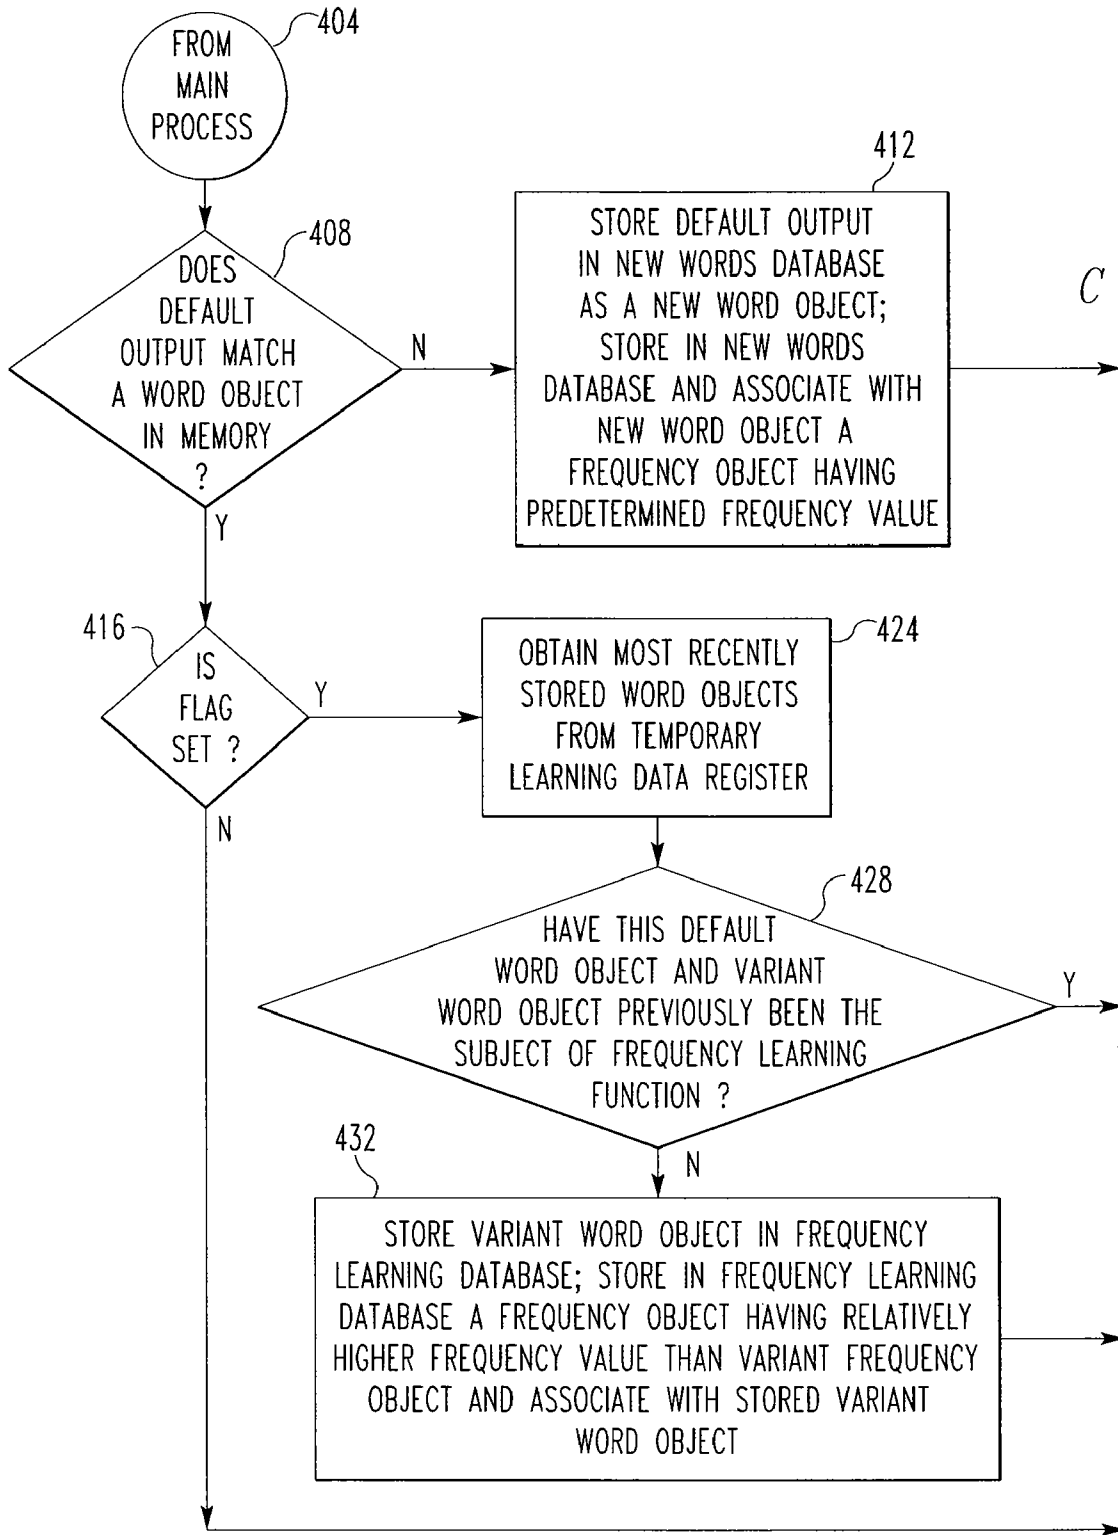 404
FROM
MAIN
PROCESS
408
DOES
DEFAULT
OUTPUT MATCH
A WORD OBJECT
IN MEMORY
?
N
Y
412
STORE DEFAULT OUTPUT
IN NEW WORDS DATABASE
AS A NEW WORD OBJECT;
STORE IN NEW WORDS
DATABASE AND ASSOCIATE WITH
NEW WORD OBJECT A
FREQUENCY OBJECT HAVING
PREDETERMINED FREQUENCY VALUE
C
416
IS
FLAG
SET ?
Y
N
424
OBTAIN MOST RECENTLY
STORED WORD OBJECTS
FROM TEMPORARY
LEARNING DATA REGISTER
428
HAVE THIS DEFAULT
WORD OBJECT AND VARIANT
WORD OBJECT PREVIOUSLY BEEN THE
SUBJECT OF FREQUENCY LEARNING
FUNCTION ?
Y
N
432
STORE VARIANT WORD OBJECT IN FREQUENCY
LEARNING DATABASE; STORE IN FREQUENCY LEARNING
DATABASE A FREQUENCY OBJECT HAVING RELATIVELY
HIGHER FREQUENCY VALUE THAN VARIANT FREQUENCY
OBJECT AND ASSOCIATE WITH STORED VARIANT
WORD OBJECT